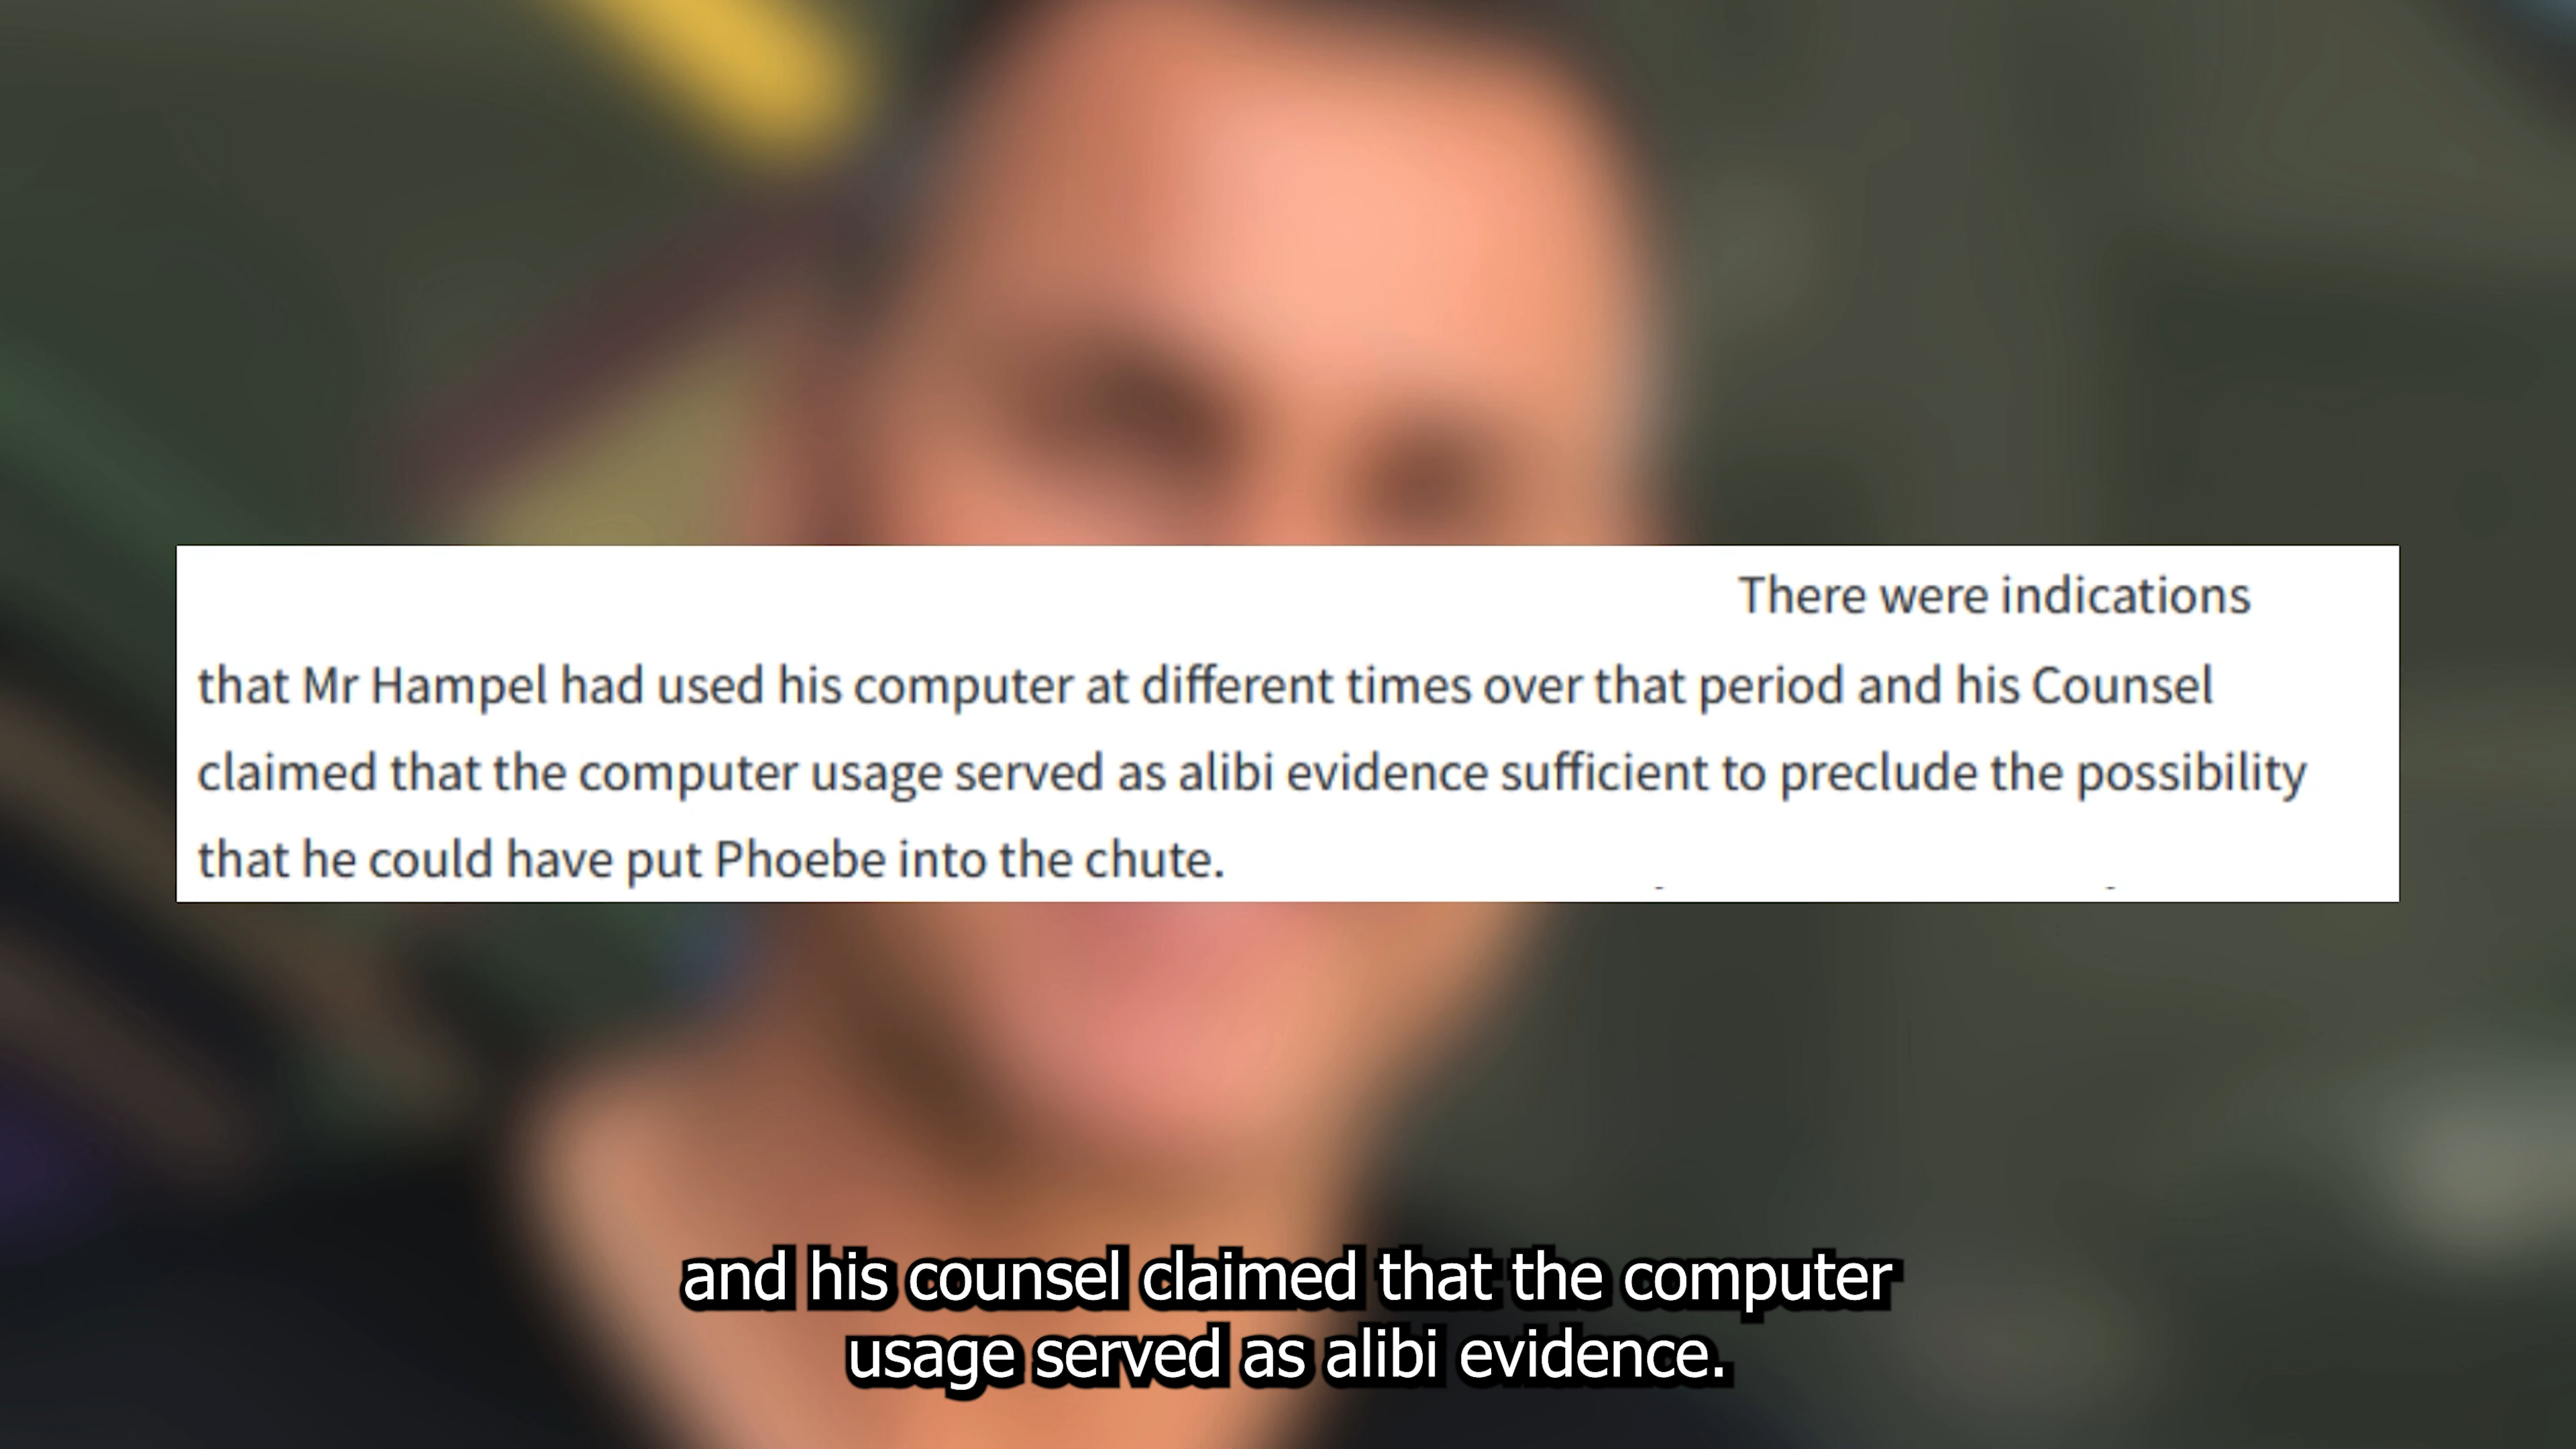 There were indications
that Mr Hampel had used his computer at different times over that period and his Counsel
claimed that the computer usage served as alibi evidence sufficient to preclude the possibility
that he could have put Phoebe into the chute.
and his counsel claimed that the computer
usage served as alibi evidence.